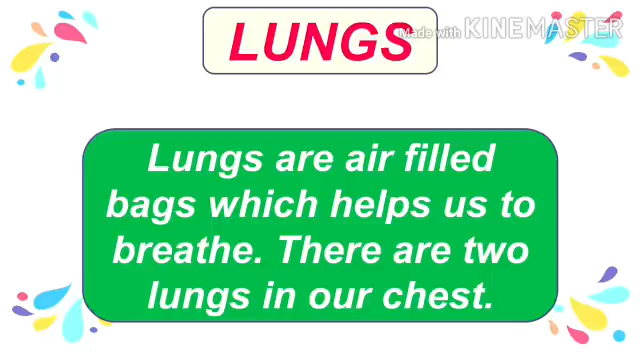 LUNGS
Made with KINEMASTER
Lungs are air filled
bags which helps us to
breathe. There are two
lungs in our chest.